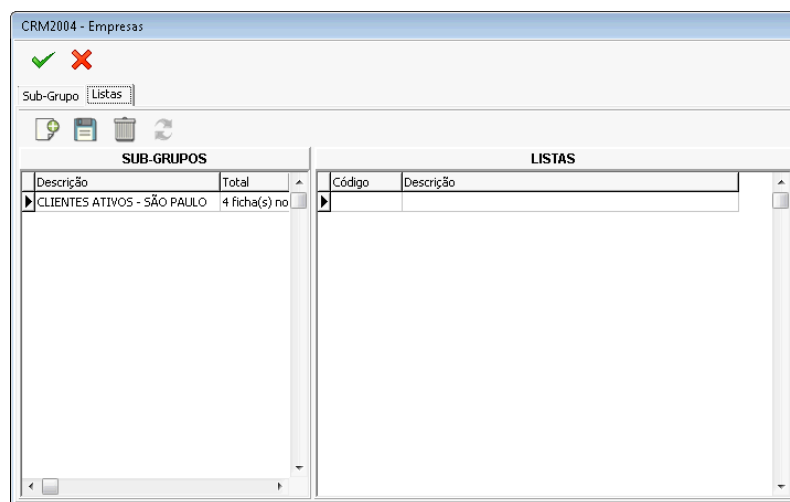 CRM2004 - Empresas
Sub-Grupo Listas
SUB-GRUPOS LISTAS
Descrição Total Código Descrição
CLIENTES ATIVOS - SÃO PAULO 4 ficha(s) no